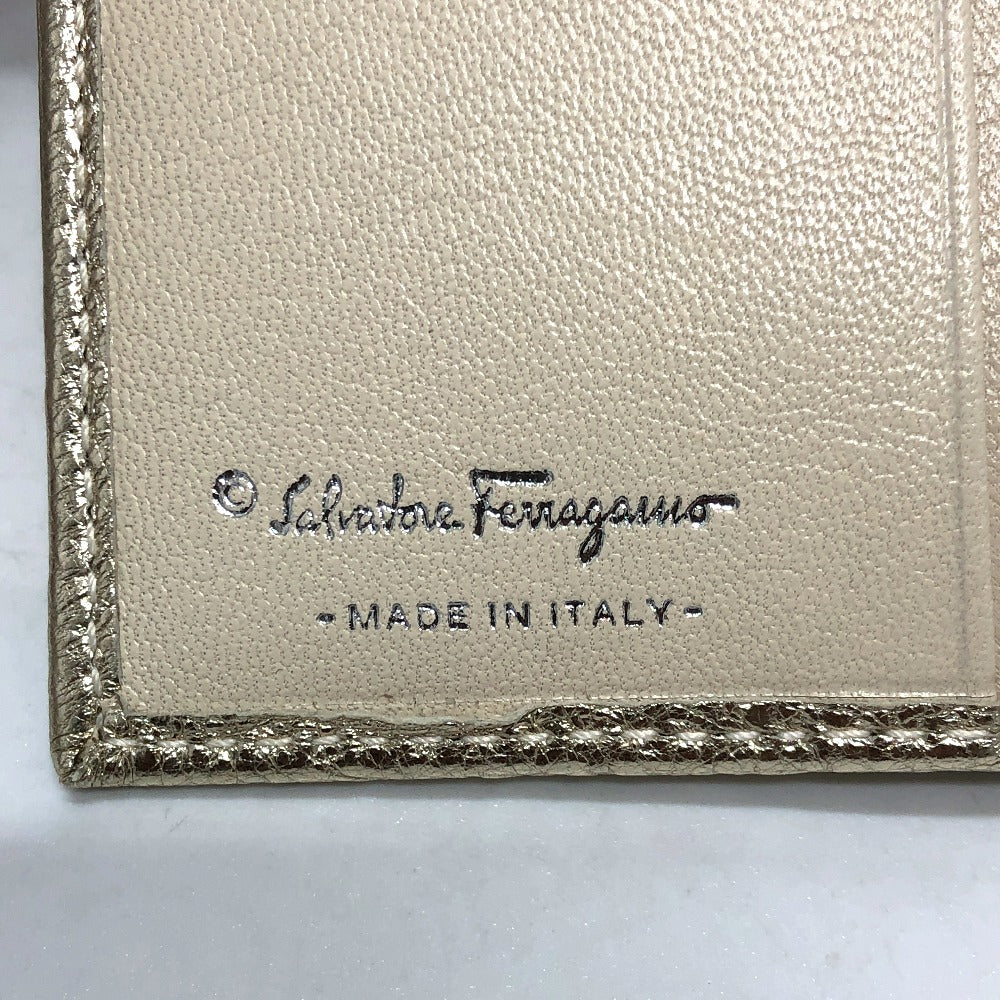 © Salvatore Ferragamo
- MADE IN ITALY -